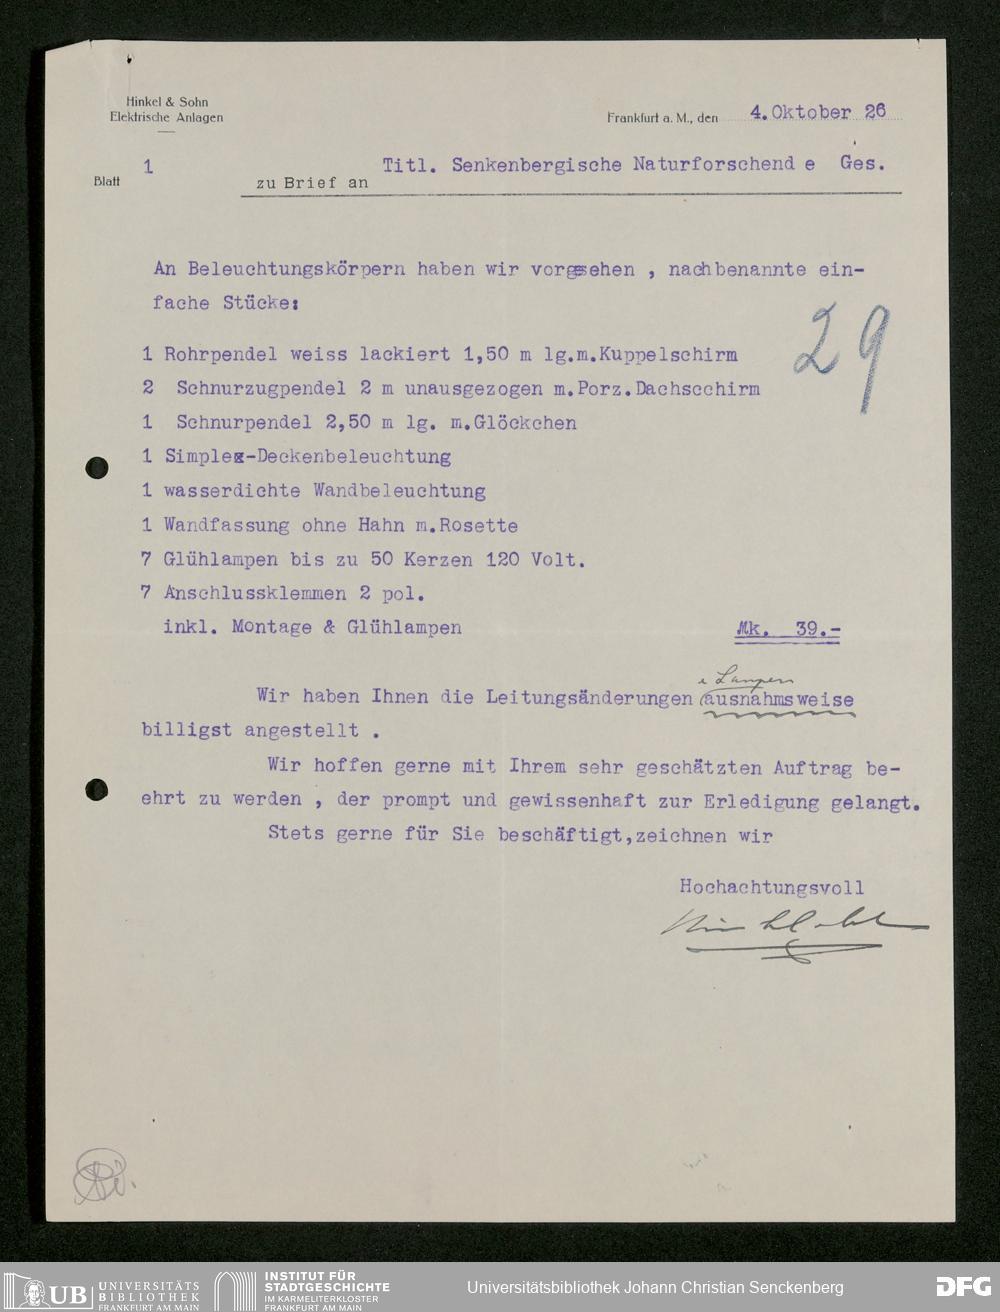 Hinkel & Sohn
Elektrische Anlagen
Frankfurt a. M., den 4. Oktober 26
1 Titl. Senkenbergische Naturforschend e Ges.
Blatt zu Brief an
An Beleuchtungskörpern haben wir vorgesehen , nachbenannte ein-
fache Stücke:
29
1 Rohrpendel weiss lackiert 1,50 m lg.m.Kuppelschirm
2 Schnurzugpendel 2 m unausgezogen m.Porz.Dachscchirm
1 Schnurpendel 2,50 m lg. m.Glöckchen
1 Simplex-Deckenbeleuchtung
1 wasserdichte Wandbeleuchtung
1 Wandfassung ohne Hahn m.Rosette
7 Glühlampen bis zu 50 Kerzen 120 Volt.
7 Anschlussklemmen 2 pol.
inkl. Montage & Glühlampen Mk. 39.-
Lampen
Wir haben Ihnen die Leitungsänderungen ausnahmsweise
billigst angestellt .
Wir hoffen gerne mit Ihrem sehr geschätzten Auftrag be-
ehrt zu werden , der prompt und gewissenhaft zur Erledigung gelangt.
Stets gerne für Sie beschäftigt,zeichnen wir
Hochachtungsvoll
UB UNIVERSITÄTS
BIBLIOTHEK
FRANKFURT AM MAIN
INSTITUT FÜR
STADTGESCHICHTE
IM KARMELITERKLOSTER
FRANKFURT AM MAIN
Universitätsbibliothek Johann Christian Senckenberg
DFG